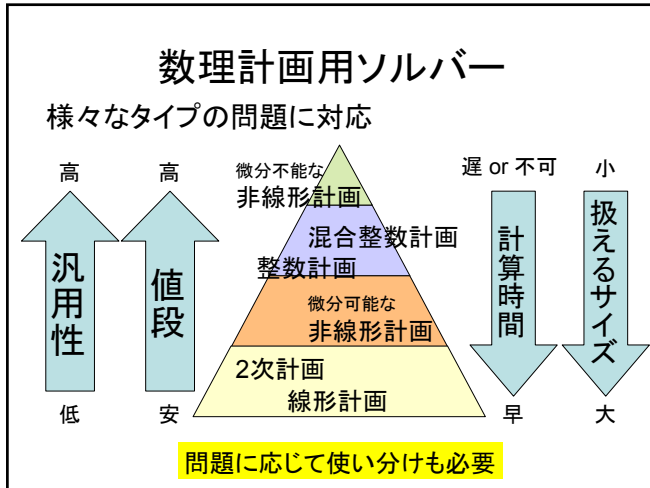 数理計画用ソルバー
様々なタイプの問題に対応
高
汎用性
低
高
値段
安
微分不能な
非線形計画
混合整数計画
整数計画
微分可能な
非線形計画
2次計画
線形計画
遅 or 不可
計算時間
早
小
扱えるサイズ
大
問題に応じて使い分けも必要